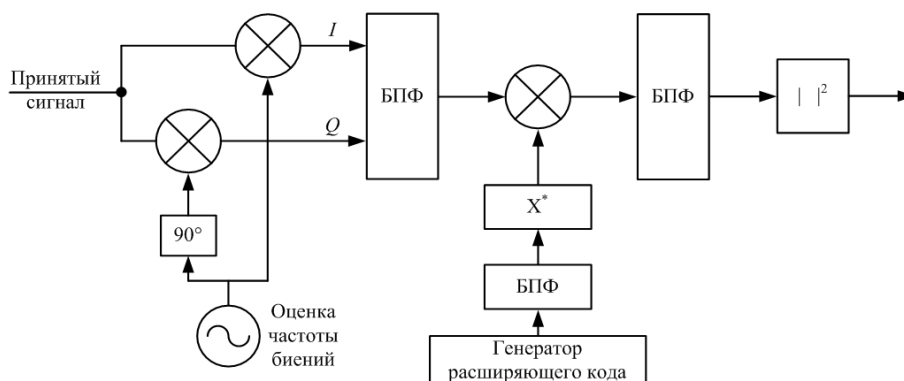 I
Принятый
сигнал
БПФ
БПФ
| |²
Q
X*
90°
БПФ
Оценка
частоты
биений
Генератор
расширяющего кода